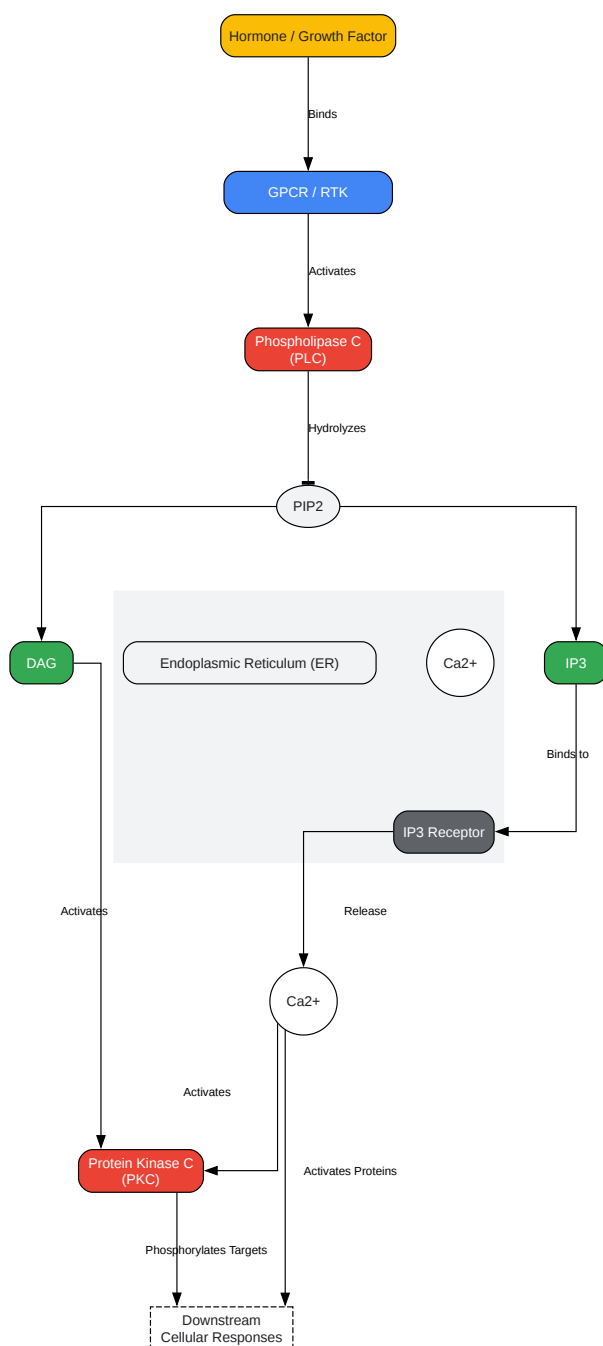 Hormone / Growth Factor
Binds
GPCR / RTK
Activates
Phospholipase C
(PLC)
Hydrolyzes
PIP2
DAG
Endoplasmic Reticulum (ER)
Ca2+
IP3
Binds to
IP3 Receptor
Activates
Release
Ca2+
Activates
Protein Kinase C
(PKC)
Activates Proteins
Phosphorylates Targets
Downstream
Cellular Responses